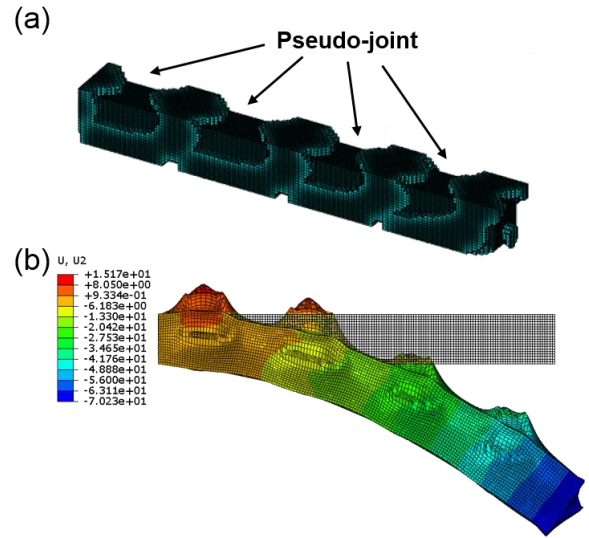 (a)
Pseudo-joint
(b)
U, U2
+1.517e+01
+8.050e+00
+9.334e-01
-6.183e+00
-1.330e+01
-2.042e+01
-2.753e+01
-3.465e+01
-4.176e+01
-4.888e+01
-5.600e+01
-6.311e+01
-7.023e+01